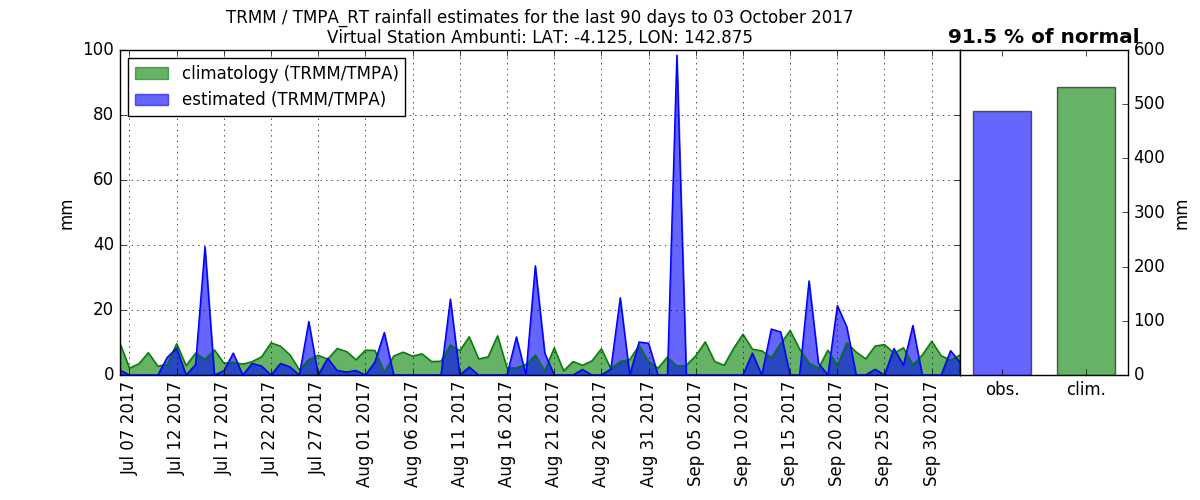 TRMM / TMPA_RT rainfall estimates for the last 90 days to 03 October 2017
Virtual Station Ambunti: LAT: -4.125, LON: 142.875
91.5 % of normal
climatology (TRMM/TMPA)
estimated (TRMM/TMPA)
100
80
60
40
20
0
mm
Jul 07 2017
Jul 12 2017
Jul 17 2017
Jul 22 2017
Jul 27 2017
Aug 01 2017
Aug 06 2017
Aug 11 2017
Aug 16 2017
Aug 21 2017
Aug 26 2017
Aug 31 2017
Sep 05 2017
Sep 10 2017
Sep 15 2017
Sep 20 2017
Sep 25 2017
Sep 30 2017
obs.
clim.
600
500
400
300
200
100
0
mm